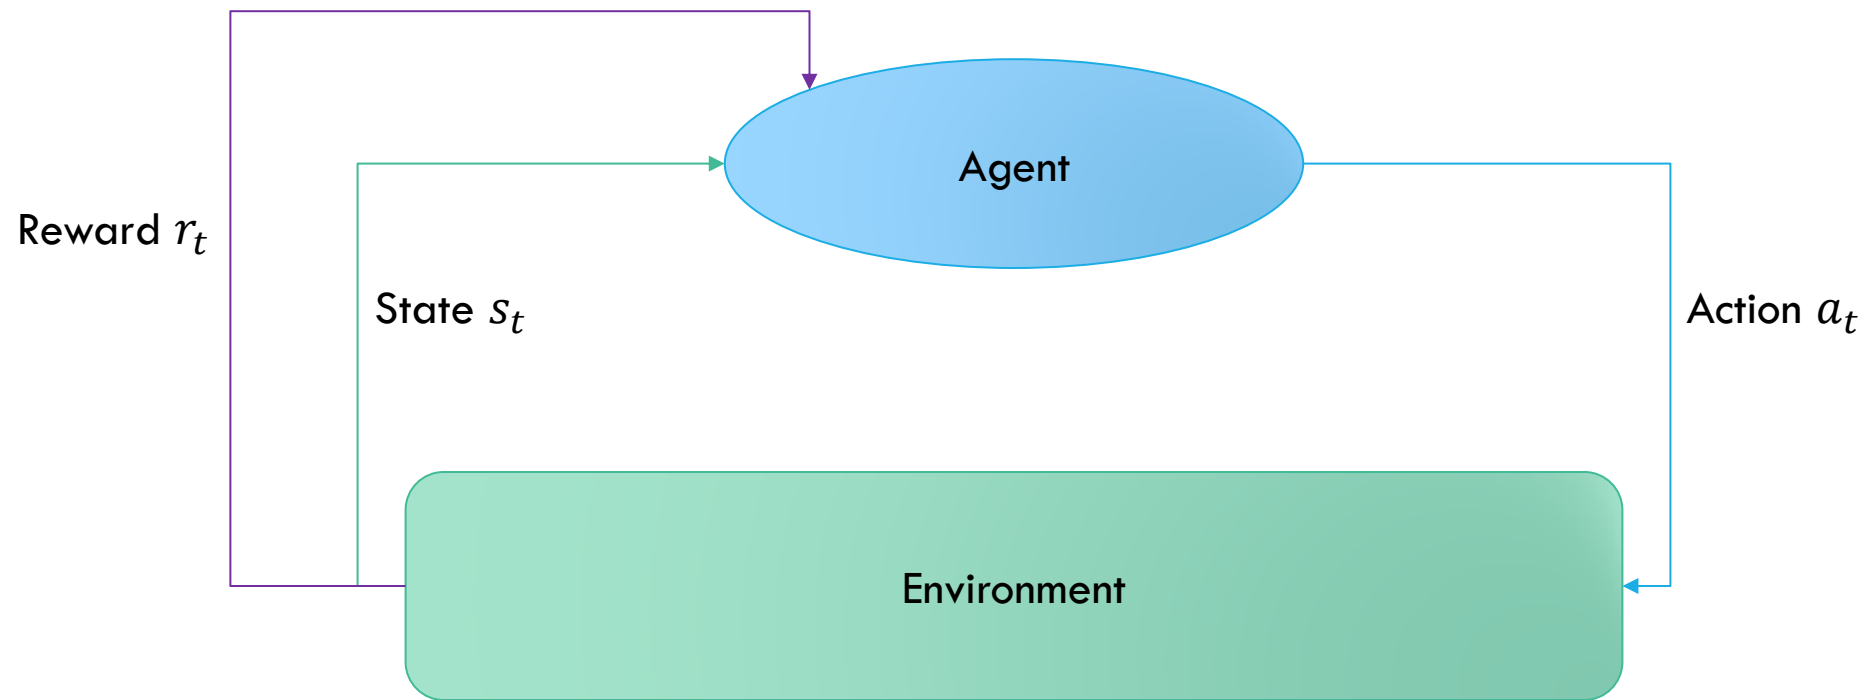 Agent
Reward $r_t$
State $s_t$
Action $a_t$
Environment